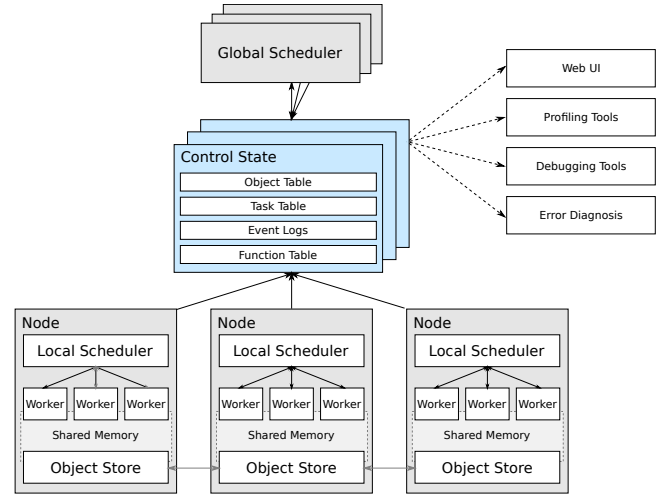 Global Scheduler
Web UI
Profiling Tools
Debugging Tools
Error Diagnosis
Control State
Object Table
Task Table
Event Logs
Function Table
Node
Local Scheduler
Worker
Worker
Worker
Shared Memory
Object Store
Node
Local Scheduler
Worker
Worker
Worker
Shared Memory
Object Store
Node
Local Scheduler
Worker
Worker
Worker
Shared Memory
Object Store